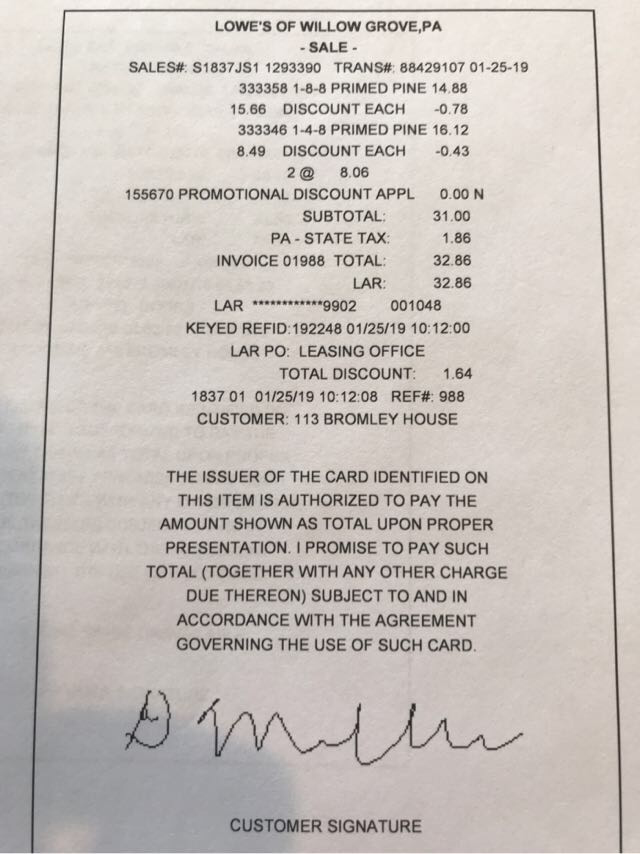 LOWE'S OF WILLOW GROVE,PA
- SALE -
SALES#: S1837JS1 1293390 TRANS#: 88429107 01-25-19
333358 1-8-8 PRIMED PINE 14.88
15.66 DISCOUNT EACH -0.78
333346 1-4-8 PRIMED PINE 16.12
8.49 DISCOUNT EACH -0.43
2 @ 8.06
155670 PROMOTIONAL DISCOUNT APPL 0.00 N
SUBTOTAL: 31.00
PA - STATE TAX: 1.86
INVOICE 01988 TOTAL: 32.86
LAR: 32.86
LAR ************9902 001048
KEYED REFID:192248 01/25/19 10:12:00
LAR PO: LEASING OFFICE
TOTAL DISCOUNT: 1.64
1837 01 01/25/19 10:12:08 REF#: 988
CUSTOMER: 113 BROMLEY HOUSE
THE ISSUER OF THE CARD IDENTIFIED ON
THIS ITEM IS AUTHORIZED TO PAY THE
AMOUNT SHOWN AS TOTAL UPON PROPER
PRESENTATION. I PROMISE TO PAY SUCH
TOTAL (TOGETHER WITH ANY OTHER CHARGE
DUE THEREON) SUBJECT TO AND IN
ACCORDANCE WITH THE AGREEMENT
GOVERNING THE USE OF SUCH CARD.
CUSTOMER SIGNATURE